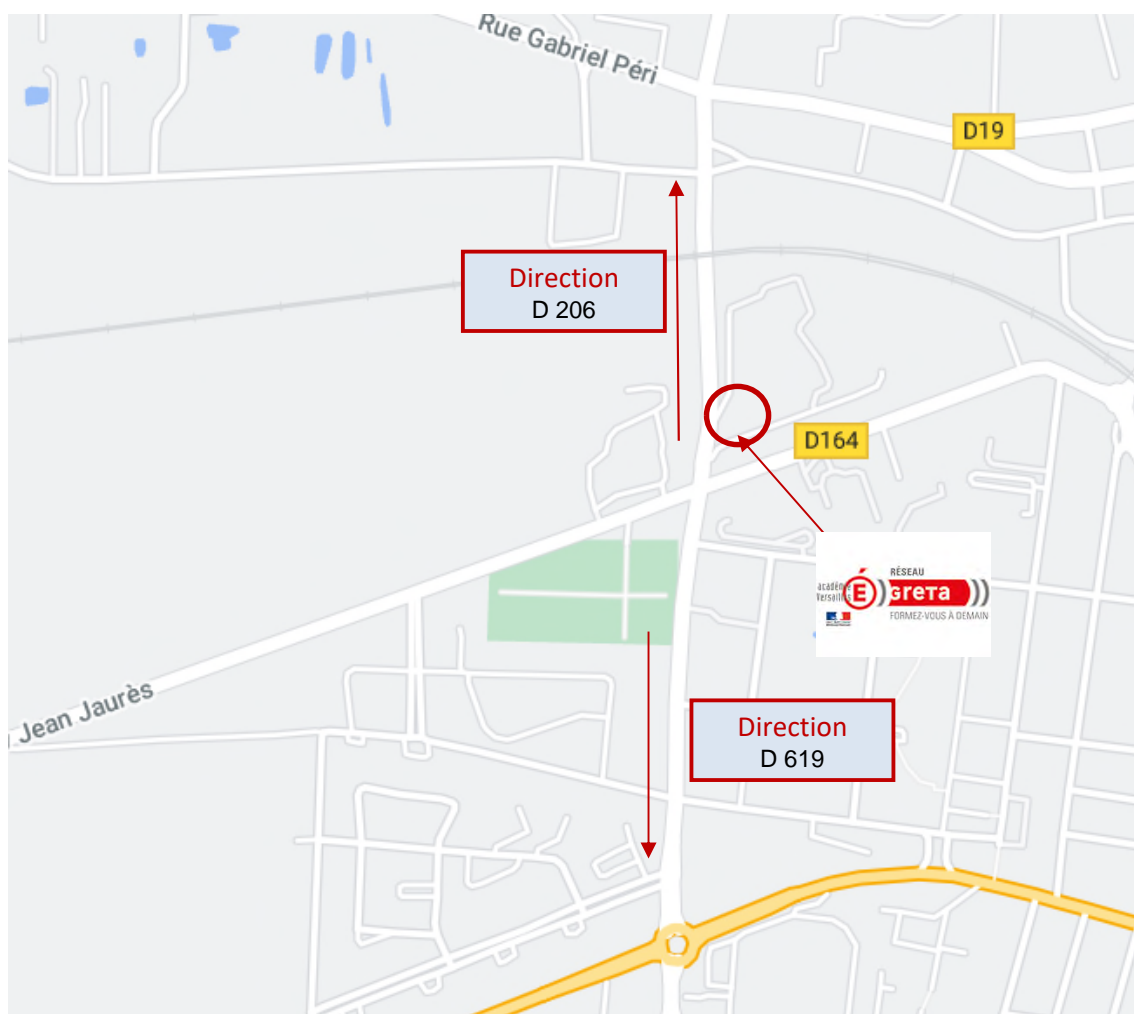 Rue Gabriel Péri
D19
Direction
D 206
D164
RÉSEAU
académie
Versailles
É
GRETA
FORMEZ-VOUS À DEMAIN
Jean Jaurès
Direction
D 619